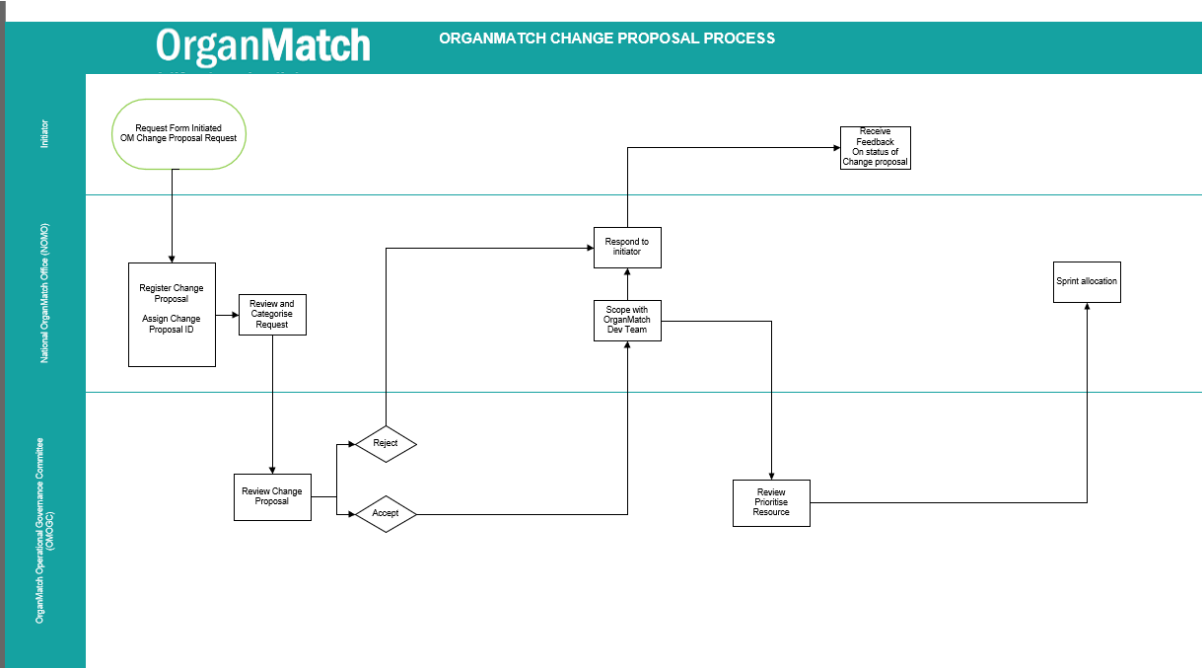 OrganMatch
ORGANMATCH CHANGE PROPOSAL PROCESS
Initiator
Request Form Initiated
OM Change Proposal Request
Receive
Feedback
On status of
Change proposal
National OrganMatch Office (NOMO)
Register Change
Proposal
Assign Change
Proposal ID
Review and
Categorise
Request
Respond to
initiator
Scope with
OrganMatch
Dev Team
Sprint allocation
OrganMatch Operational Governance Committee
(OMOGC)
Review Change
Proposal
Reject
Accept
Review
Prioritise
Resource